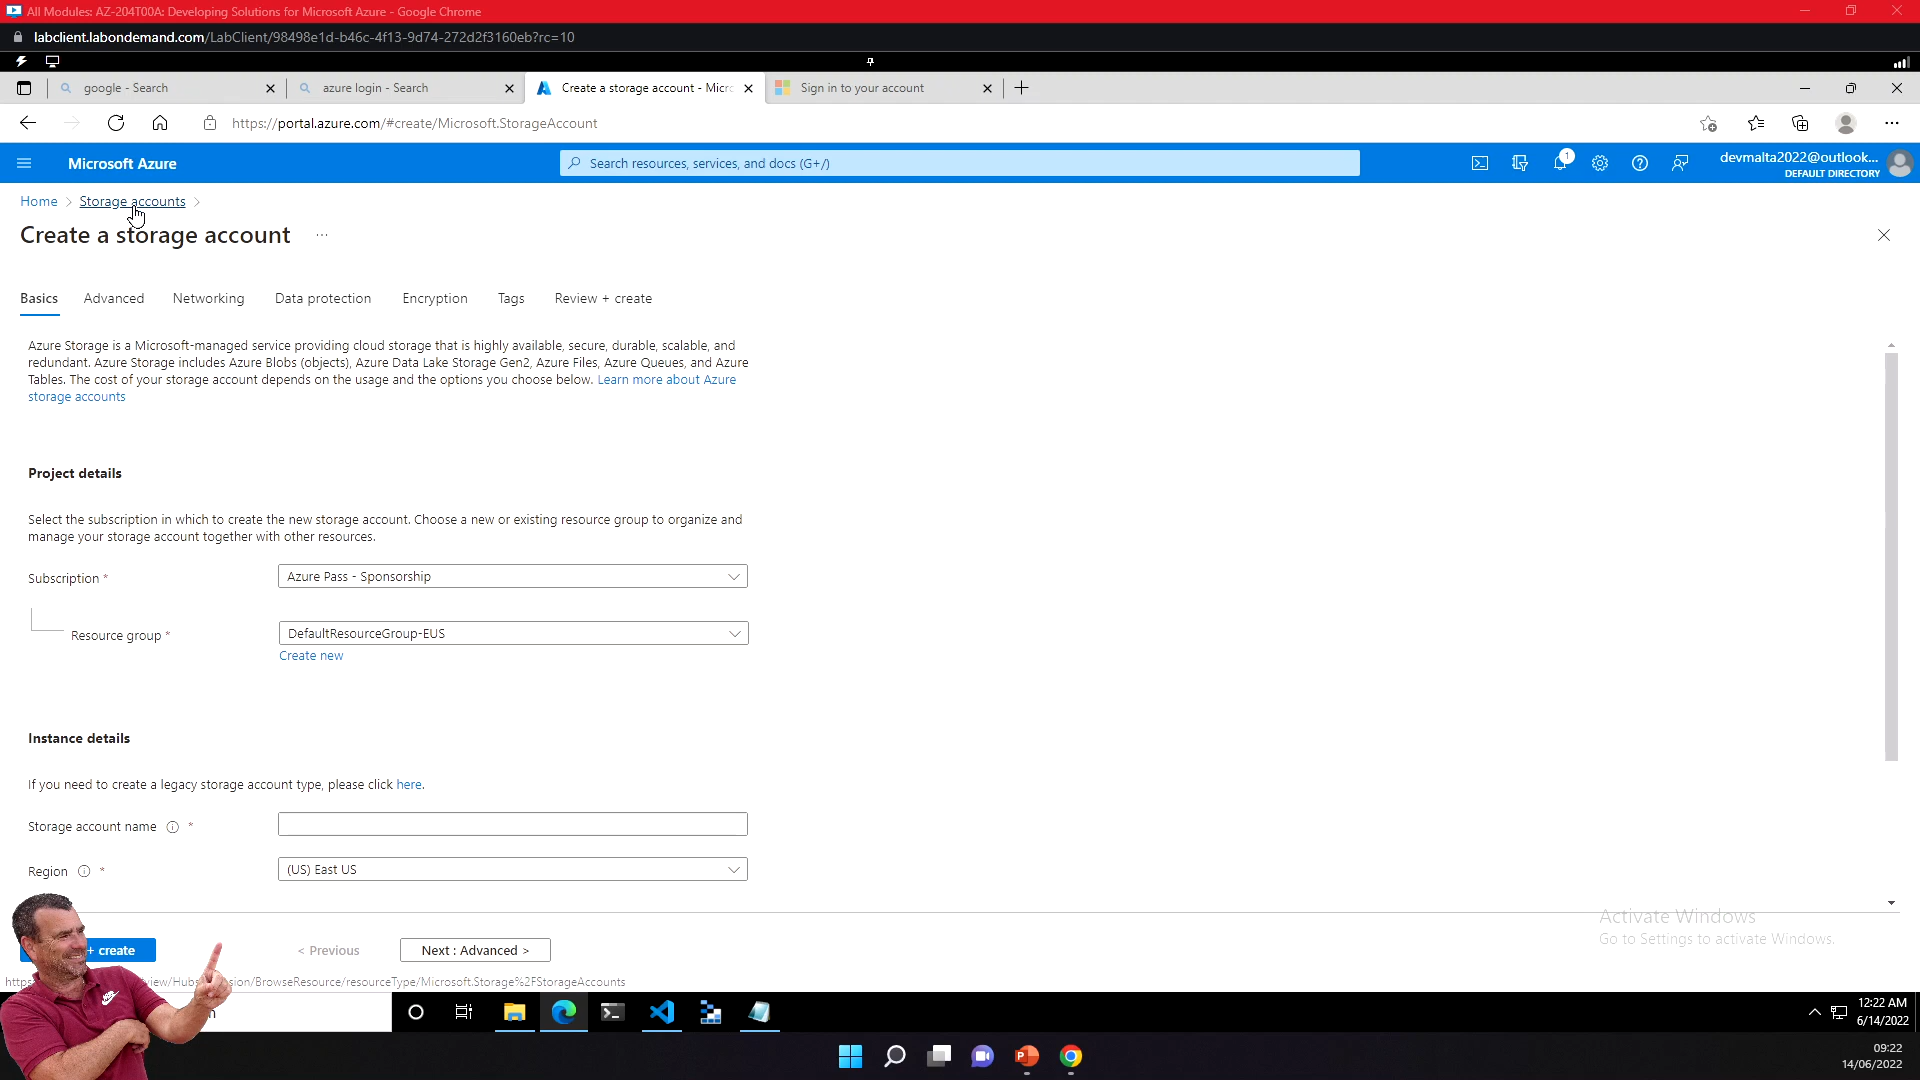 All Modules: AZ-204T00A: Developing Solutions for Microsoft Azure - Google Chrome
labclient.labondemand.com/LabClient/98498e1d-b46c-4f13-9d74-272d2f3160eb?rc=10
google - Search
azure login - Search
Create a storage account - Micr
Sign in to your account
https://portal.azure.com/#create/Microsoft.StorageAccount
Microsoft Azure
Search resources, services, and docs (G+/)
1
devmalta2022@outlook...
DEFAULT DIRECTORY
Home > Storage accounts >
Create a storage account ...
Basics
Advanced
Networking
Data protection
Encryption
Tags
Review + create
Azure Storage is a Microsoft-managed service providing cloud storage that is highly available, secure, durable, scalable, and
redundant. Azure Storage includes Azure Blobs (objects), Azure Data Lake Storage Gen2, Azure Files, Azure Queues, and Azure
Tables. The cost of your storage account depends on the usage and the options you choose below. Learn more about Azure
storage accounts
Project details
Select the subscription in which to create the new storage account. Choose a new or existing resource group to organize and
manage your storage account together with other resources.
Subscription *
Azure Pass - Sponsorship
Resource group *
DefaultResourceGroup-EUS
Create new
Instance details
If you need to create a legacy storage account type, please click here.
Storage account name *
Region *
(US) East US
+ create
< Previous
Next : Advanced >
Activate Windows
Go to Settings to activate Windows.
BrowseResource/resourceType/Microsoft.Storage%2FStorageAccounts
12:22 AM
6/14/2022
09:22
14/06/2022